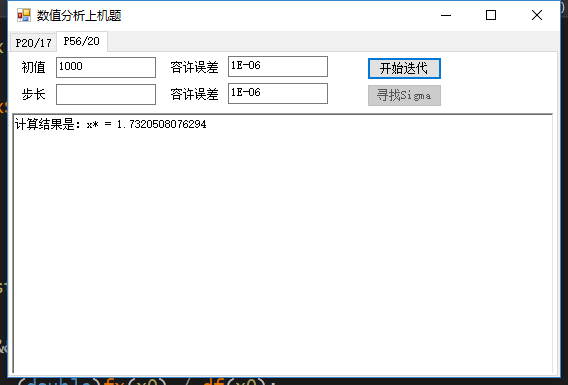 数值分析上机题
P20/17 P56/20
初值 1000 容许误差 1E-06 开始迭代
步长 容许误差 1E-06 寻找Sigma
计算结果是: x* = 1.7320508076294
(double)fx(x0) / df(x0);